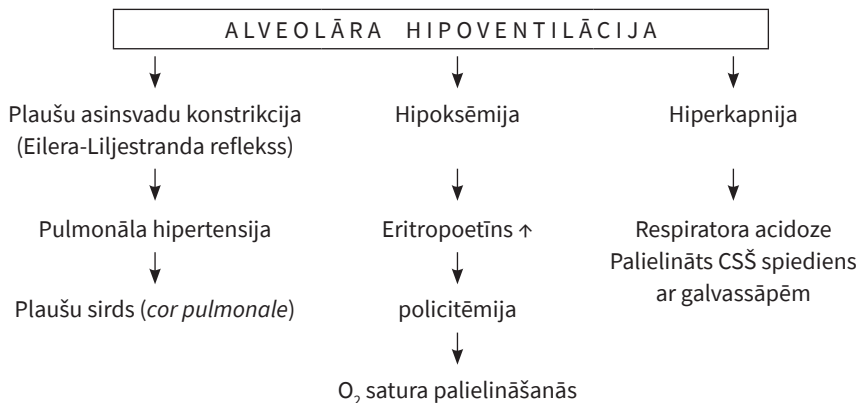 ALVEOLĀRA HIPOVENTILĀCIJA
Plaušu asinsvadu konstrikcija
(Eilera-Liljestranda reflekss)
Pulmonāla hipertensija
Plaušu sirds (cor pulmonale)
Hipoksēmija
Eritropoetīns ↑
policitēmija
O₂ satura palielināšanās
Hiperkapnija
Respiratora acidoze
Palielināts CSŠ spiediens
ar galvassāpēm